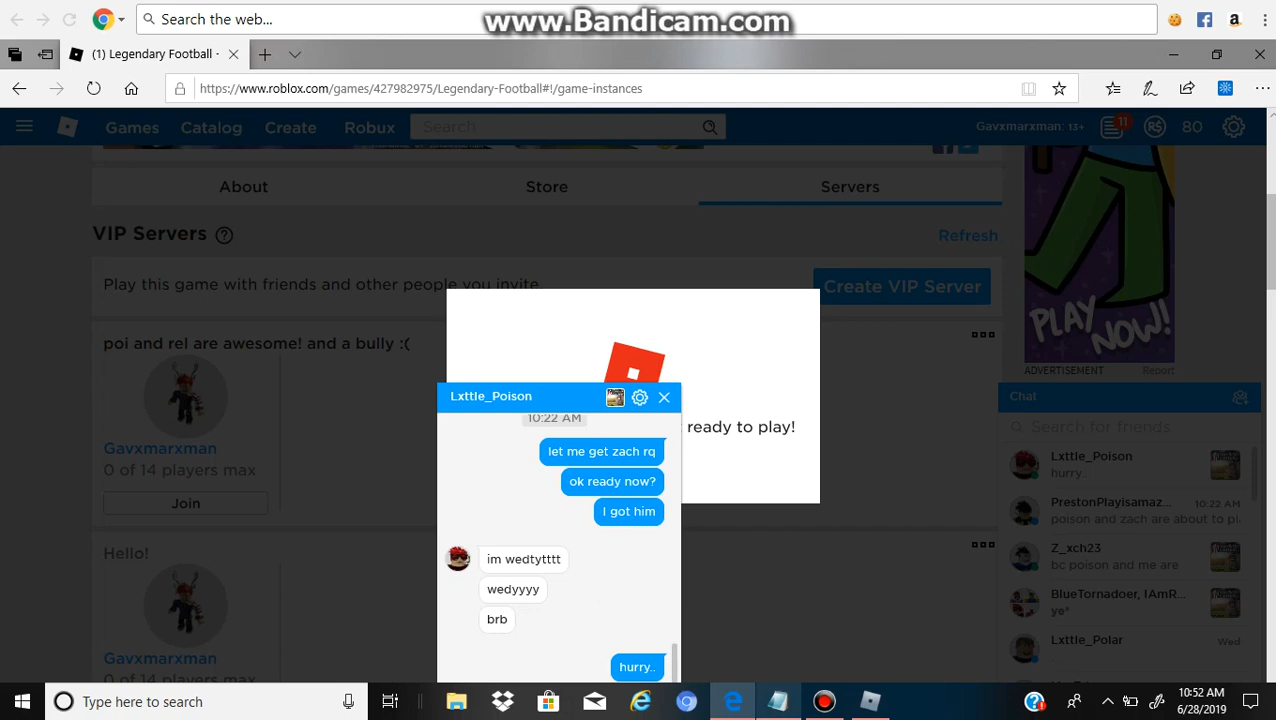 Search the web...
www.Bandicam.com
(1) Legendary Football -
https://www.roblox.com/games/427982975/Legendary-Football#!/game-instances
Games
Catalog
Create
Robux
Search
Gavxmarxman: 13+
11
R$
80
About
Store
Servers
VIP Servers
Refresh
Play this game with friends and other people you invite.
Create VIP Server
PLAY NOW!
ADVERTISEMENT
Report
poi and rel are awesome! and a bully :(
Gavxmarxman
0 of 14 players max
Join
Hello!
Gavxmarxman
ready to play!
Lxttle_Poison
10:22 AM
let me get zach rq
ok ready now?
I got him
im wedtytttt
wedyyyy
brb
hurry..
Chat
Search for friends
Lxttle_Poison
hurry..
PrestonPlayisamaz...
10:22 AM
poison and zach are about to pl
Z_xch23
bc poison and me are
BlueTornadoer, IAmR...
ye*
Lxttle_Polar
Wed
Type here to search
10:52 AM
6/28/2019